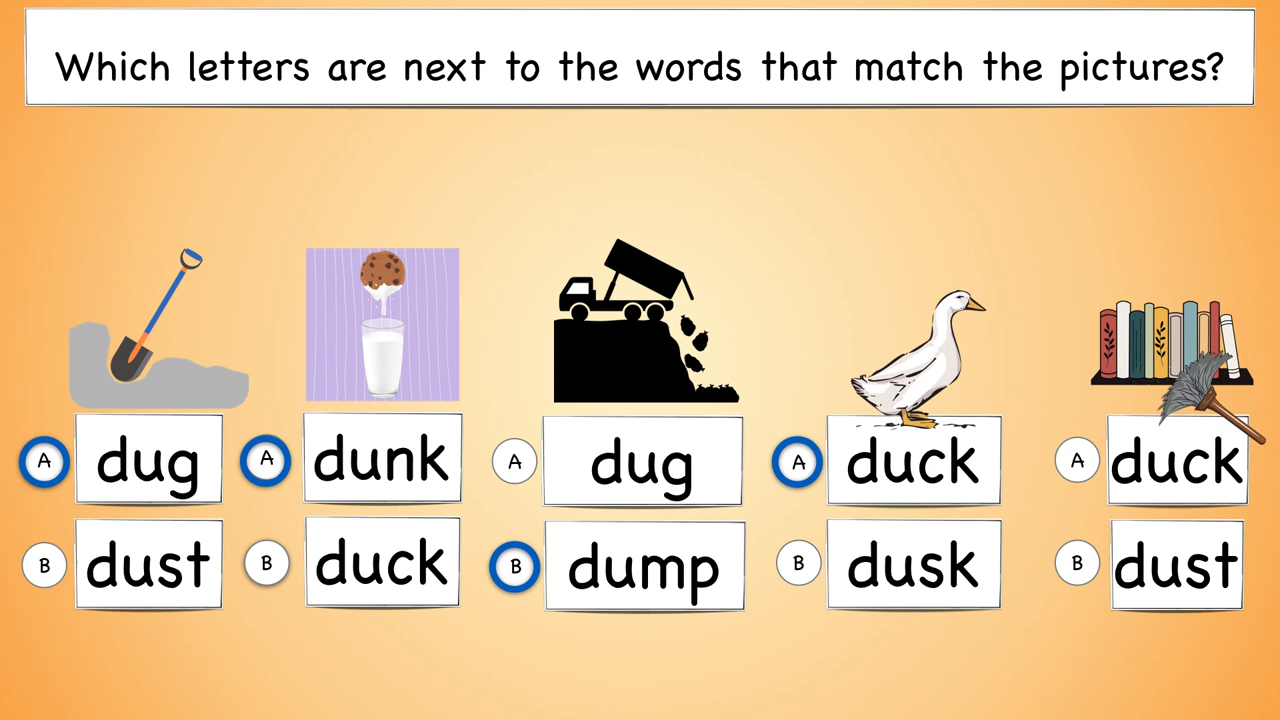 Which letters are next to the words that match the pictures?
A dug A dunk A dug A duck A duck
B dust B duck B dump B dusk B dust